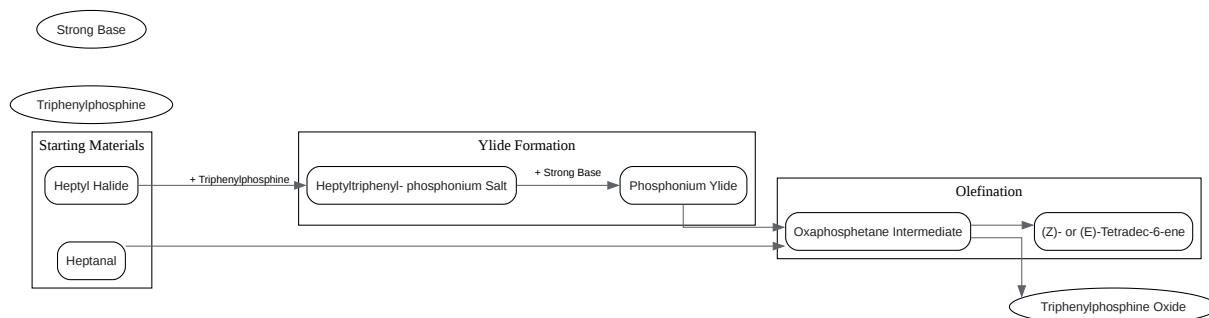 Strong Base
Triphenylphosphine
Starting Materials
Heptyl Halide
Heptanal
+ Triphenylphosphine
Ylide Formation
Heptyltriphenyl- phosphonium Salt
+ Strong Base
Phosphonium Ylide
Olefination
Oxaphosphetane Intermediate
(Z)- or (E)-Tetradec-6-ene
Triphenylphosphine Oxide